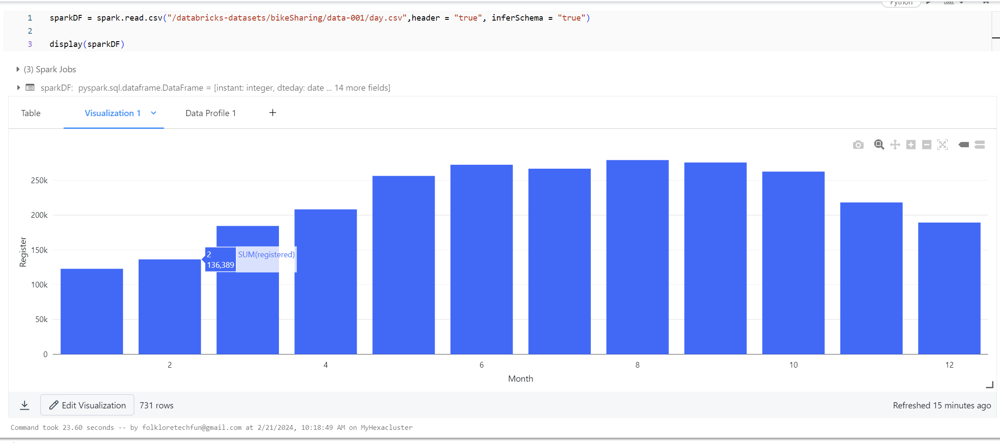 Python
1 sparkDF = spark.read.csv("/databricks-datasets/bikeSharing/data-001/day.csv",header = "true", inferSchema = "true")
2
3 display(sparkDF)
(3) Spark Jobs
sparkDF: pyspark.sql.dataframe.DataFrame = [instant: integer, dteday: date ... 14 more fields]
Table Visualization 1 Data Profile 1 +
250k
200k
150k
100k
50k
0
Register
2 SUM(registered)
136,389
2 4 6 8 10 12
Month
Edit Visualization 731 rows Refreshed 15 minutes ago
Command took 23.60 seconds -- by folkloretechfun@gmail.com at 2/21/2024, 10:18:49 AM on MyHexacluster